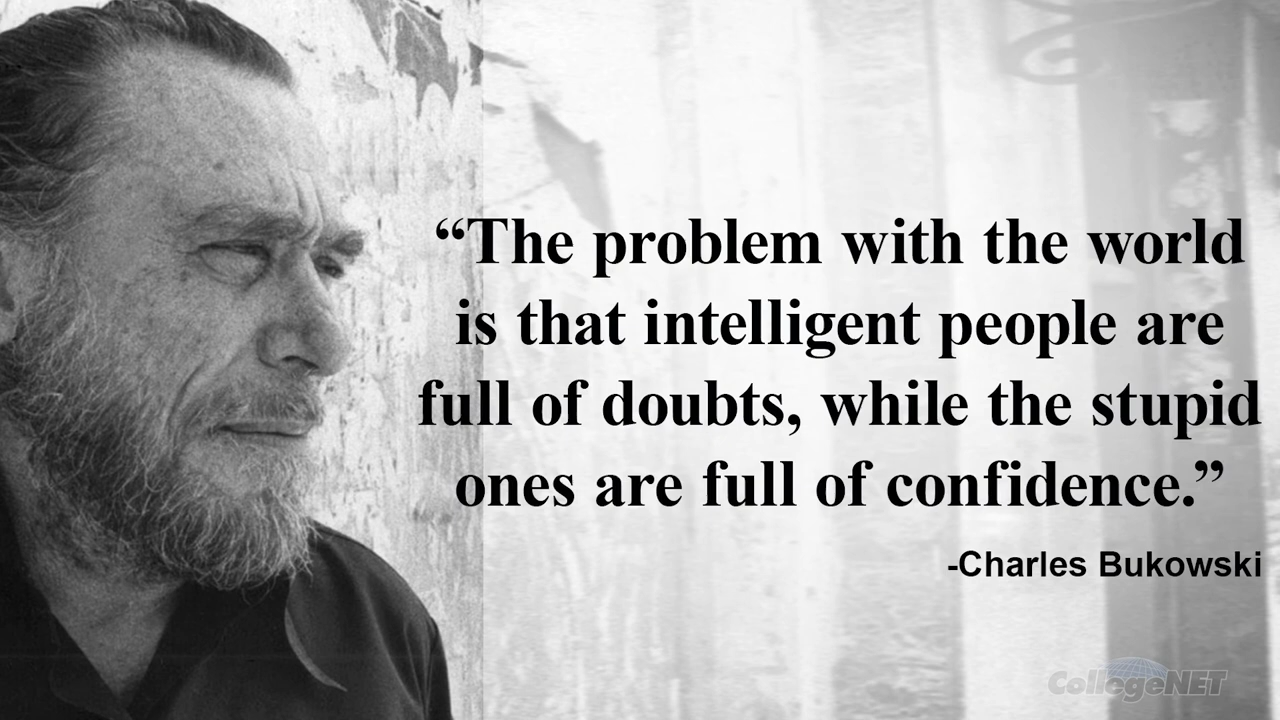 “The problem with the world
is that intelligent people are
full of doubts, while the stupid
ones are full of confidence.”
-Charles Bukowski
CollegeNET